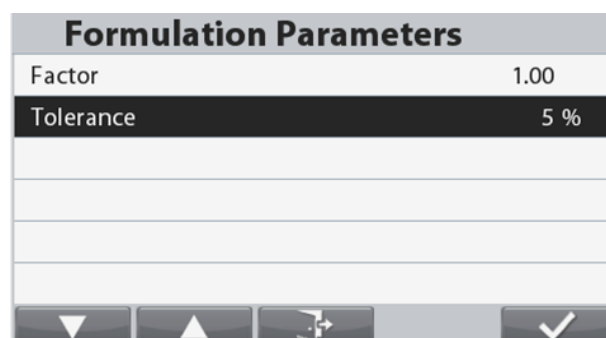 Formulation Parameters
Factor 1.00
Tolerance 5 %